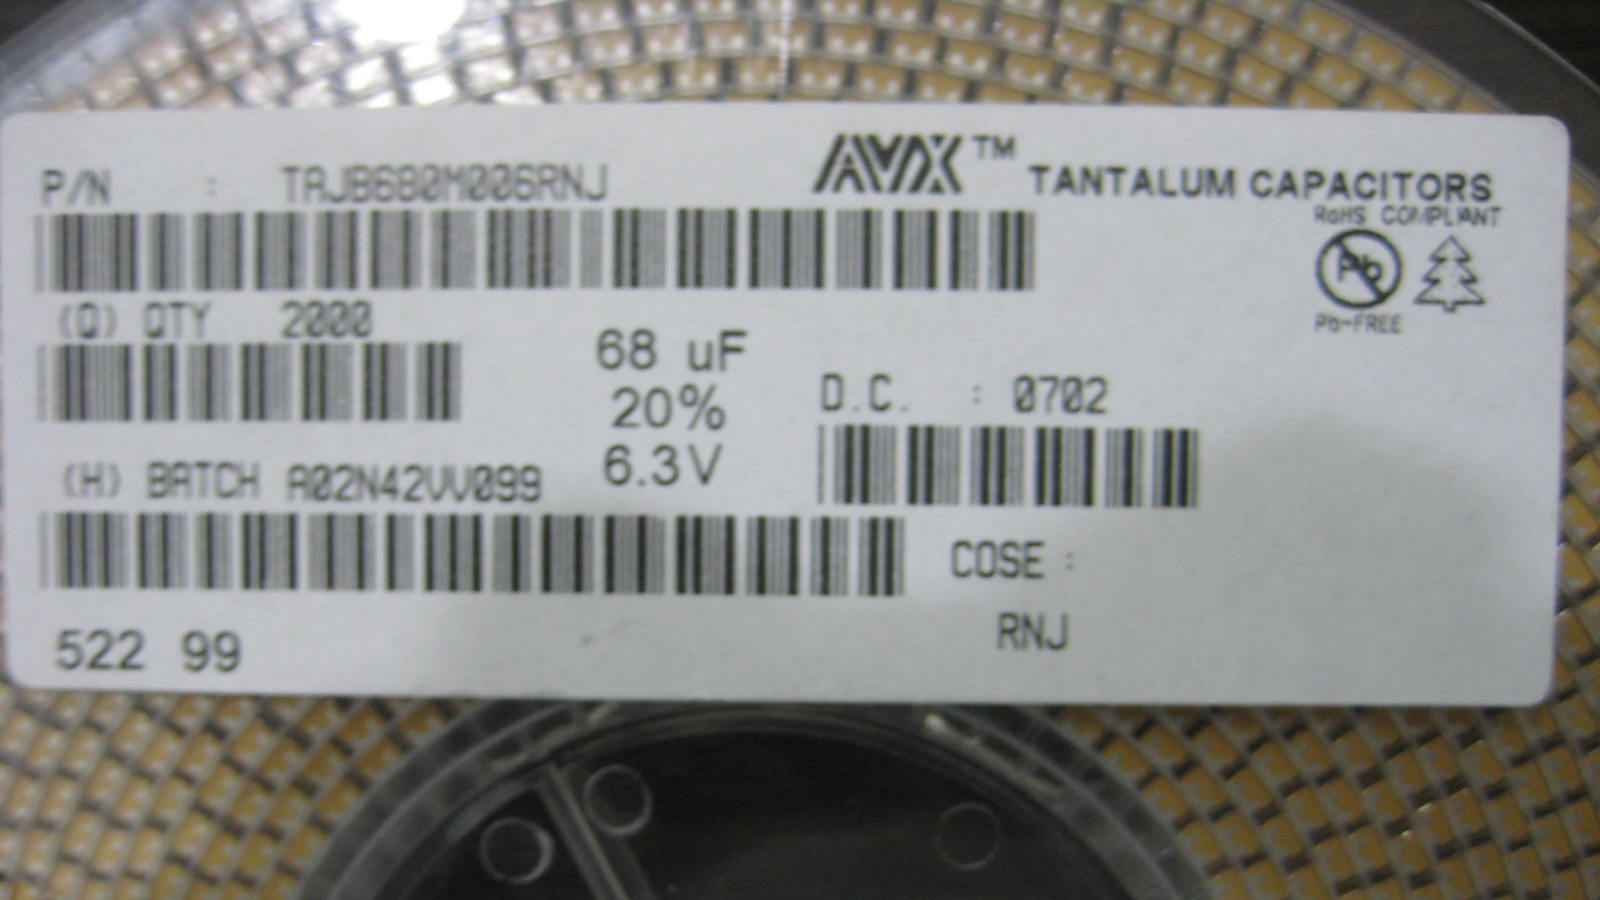 P/N : TAJB680M006RNJ
AVX™ TANTALUM CAPACITORS
RoHS COMPLIANT
Pb
Pb-FREE
(Q) QTY 2000
68 uF
20%
6.3V
D.C. : 0702
(H) BATCH A02N42VV099
COSE :
RNJ
522 99